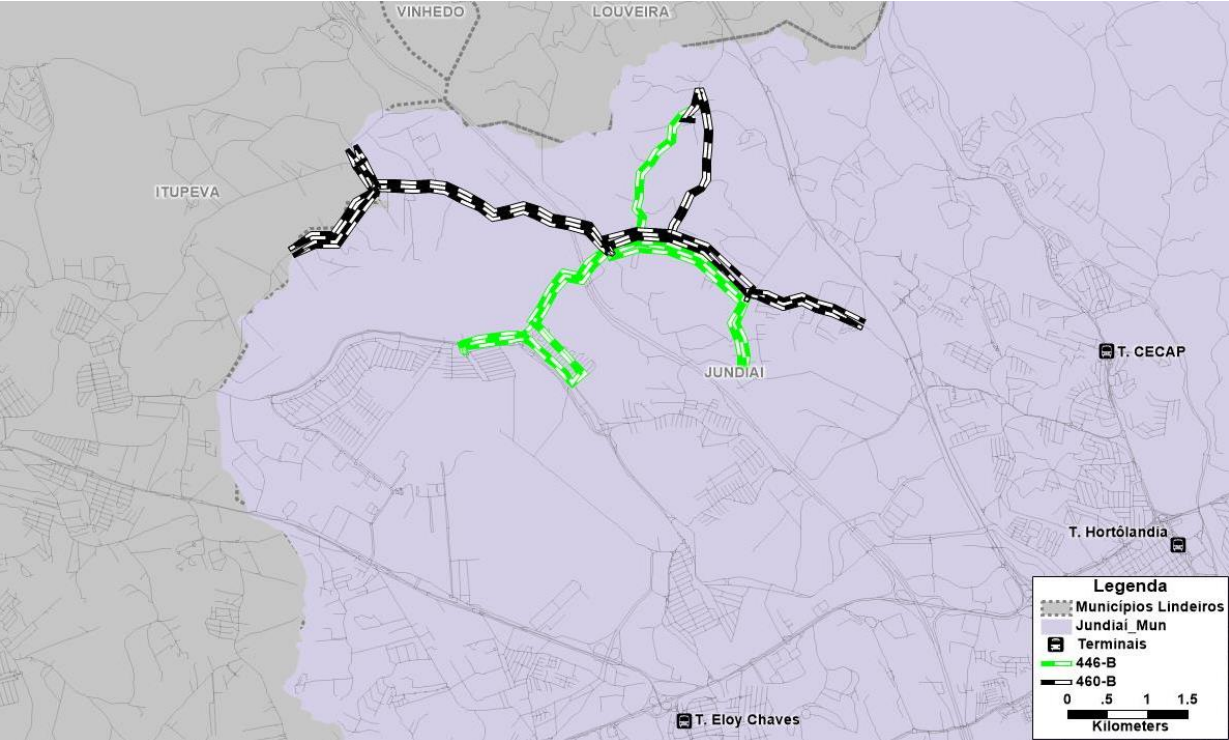 VINHEDO
LOUVEIRA
ITUPEVA
T. CECAP
JUNDIAI
T. Hortôlandia
Legenda
Municípios Lindeiros
Jundiaí_Mun
Terminais
446-B
460-B
0 .5 1 1.5
Kilometers
T. Eloy Chaves